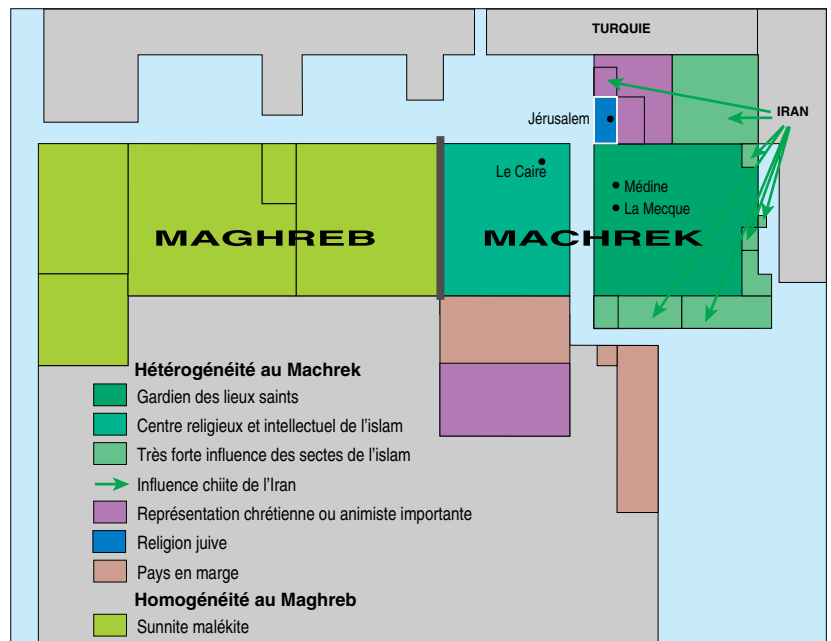 TURQUIE
IRAN
Jérusalem
Le Caire
Médine
La Mecque
MAGHREB
MACHREK
Hétérogénéité au Machrek
Gardien des lieux saints
Centre religieux et intellectuel de l'islam
Très forte influence des sectes de l'islam
Influence chiite de l'Iran
Représentation chrétienne ou animiste importante
Religion juive
Pays en marge
Homogénéité au Maghreb
Sunnite malékite